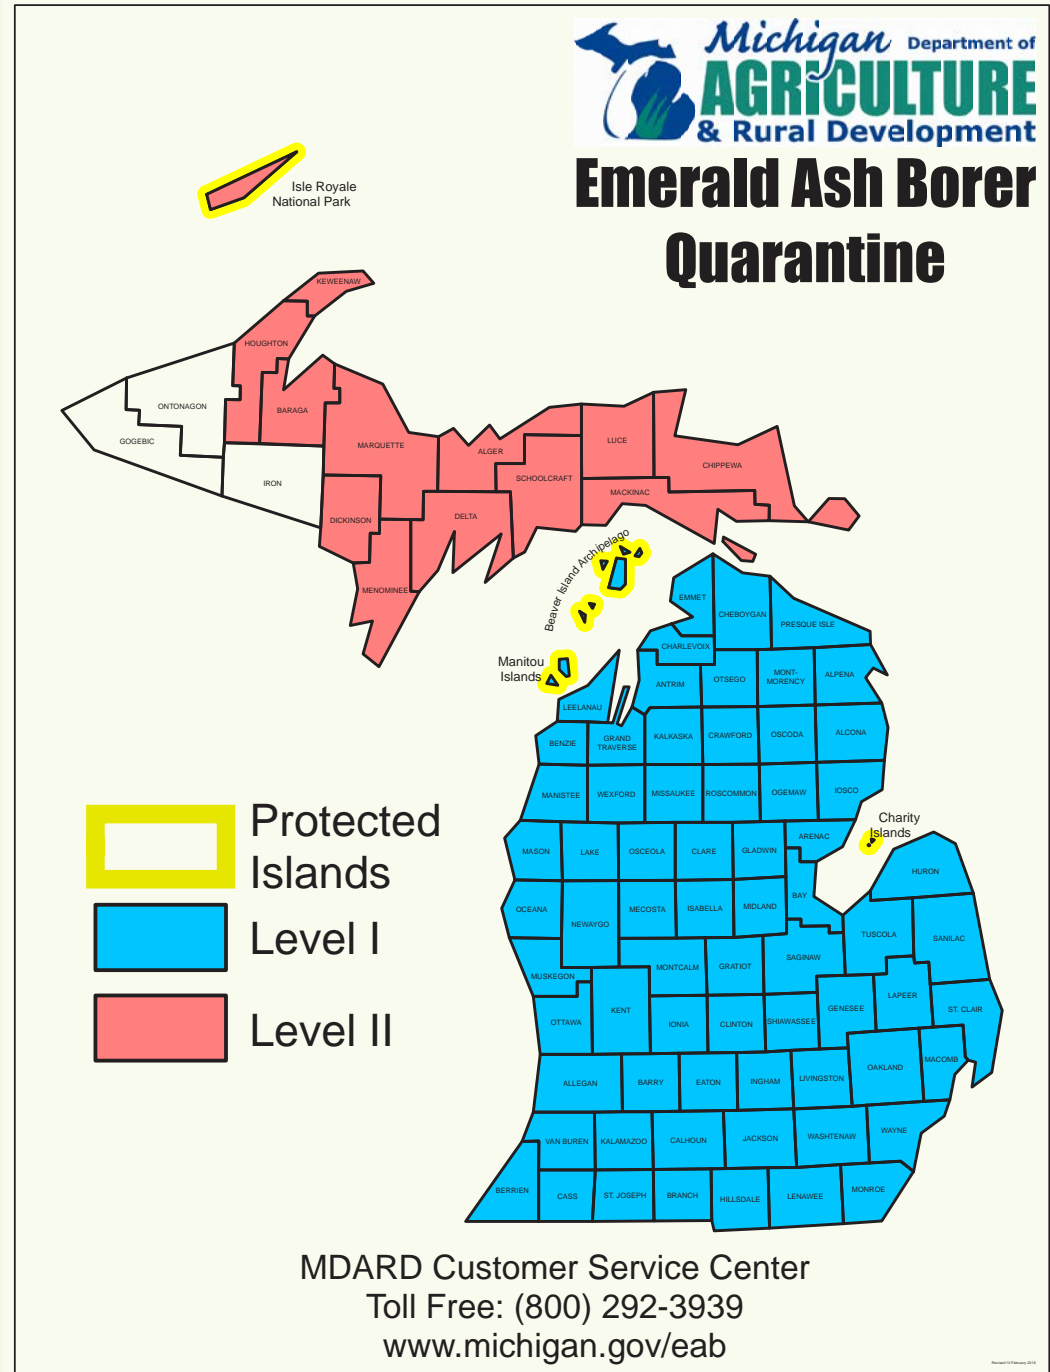 Michigan Department of
AGRICULTURE
& Rural Development
Emerald Ash Borer
Quarantine
Isle Royale
National Park
KEWEENAW
HOUGHTON
ONTONAGON
BARAGA
GOGEBIC
MARQUETTE
LUCE
ALGER
CHIPPEWA
SCHOOLCRAFT
IRON
MACKINAC
DICKINSON
DELTA
MENOMINEE
Beaver Island Archipelago
EMMET
CHEBOYGAN
PRESQUE ISLE
CHARLEVOIX
Manitou
Islands
ANTRIM
OTSEGO
MONT-
MORENCY
ALPENA
LEELANAU
BENZIE
GRAND
TRAVERSE
KALKASKA
CRAWFORD
OSCODA
ALCONA
MANISTEE
WEXFORD
MISSAUKEE
ROSCOMMON
OGEMAW
IOSCO
Charity
Islands
Protected
Islands
ARENAC
MASON
LAKE
OSCEOLA
CLARE
GLADWIN
HURON
BAY
OCEANA
NEWAYGO
MECOSTA
ISABELLA
MIDLAND
TUSCOLA
SANILAC
Level I
SAGINAW
MUSKEGON
MONTCALM
GRATIOT
LAPEER
GENESEE
ST. CLAIR
OTTAWA
KENT
IONIA
CLINTON
SHIAWASSEE
Level II
OAKLAND
MACOMB
ALLEGAN
BARRY
EATON
INGHAM
LIVINGSTON
VAN BUREN
KALAMAZOO
CALHOUN
JACKSON
WASHTENAW
WAYNE
BERRIEN
CASS
ST. JOSEPH
BRANCH
HILLSDALE
LENAWEE
MONROE
MDARD Customer Service Center
Toll Free: (800) 292-3939
www.michigan.gov/eab